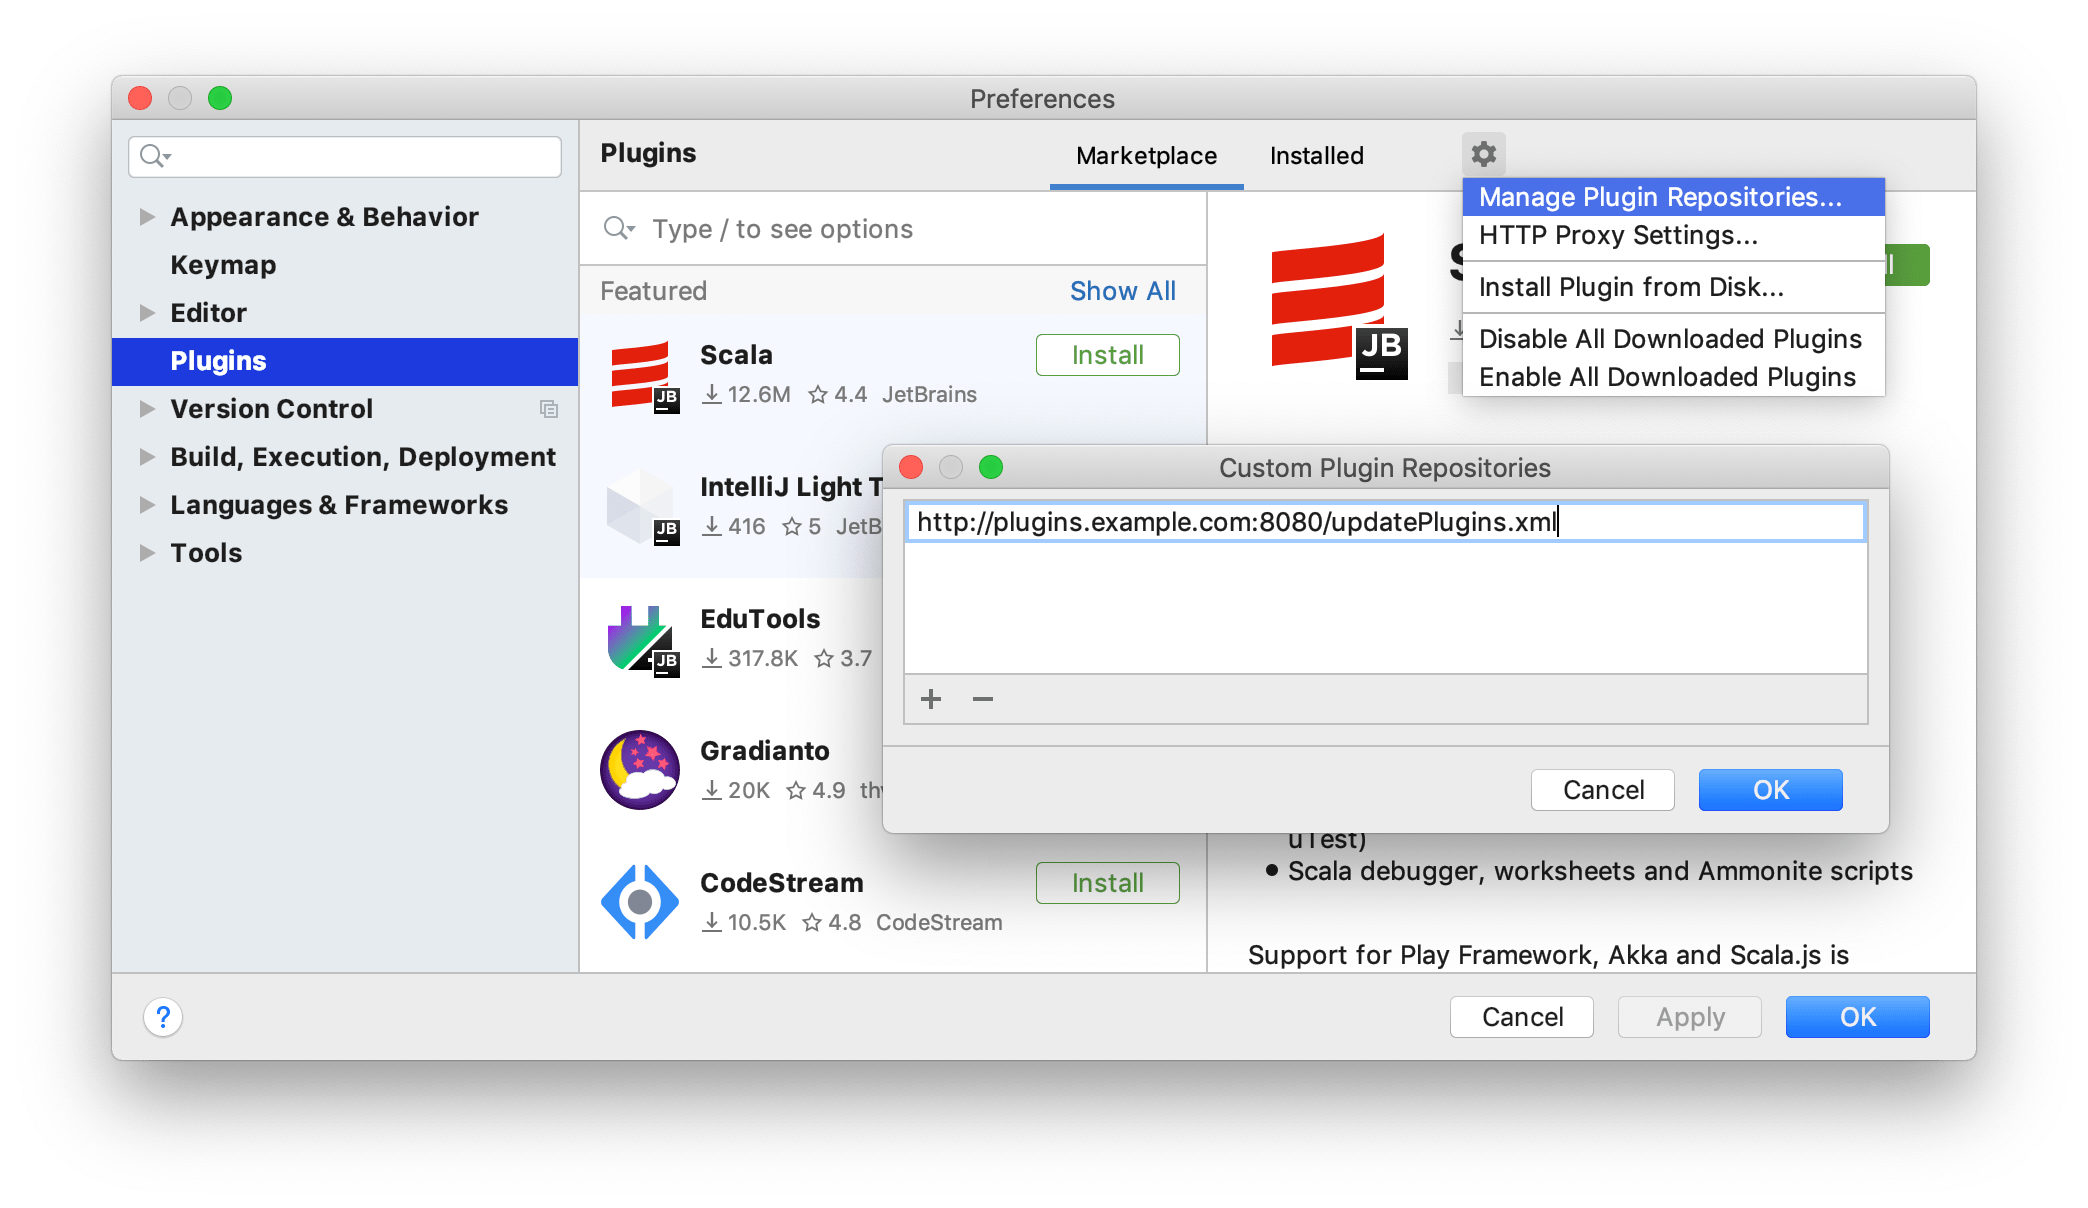 Preferences
Appearance & Behavior
Keymap
Editor
Plugins
Version Control
Build, Execution, Deployment
Languages & Frameworks
Tools
Plugins
Marketplace
Installed
Manage Plugin Repositories...
HTTP Proxy Settings...
Install Plugin from Disk...
Disable All Downloaded Plugins
Enable All Downloaded Plugins
Type / to see options
Featured
Show All
Scala
Install
12.6M 4.4 JetBrains
JB
IntelliJ Light
416 5
JB
EduTools
317.8K 3.7
JB
Gradianto
20K 4.9
CodeStream
Install
10.5K 4.8 CodeStream
JB
Custom Plugin Repositories
http://plugins.example.com:8080/updatePlugins.xml
+ −
Cancel
OK
uTest)
• Scala debugger, worksheets and Ammonite scripts
Support for Play Framework, Akka and Scala.js is
?
Cancel
Apply
OK